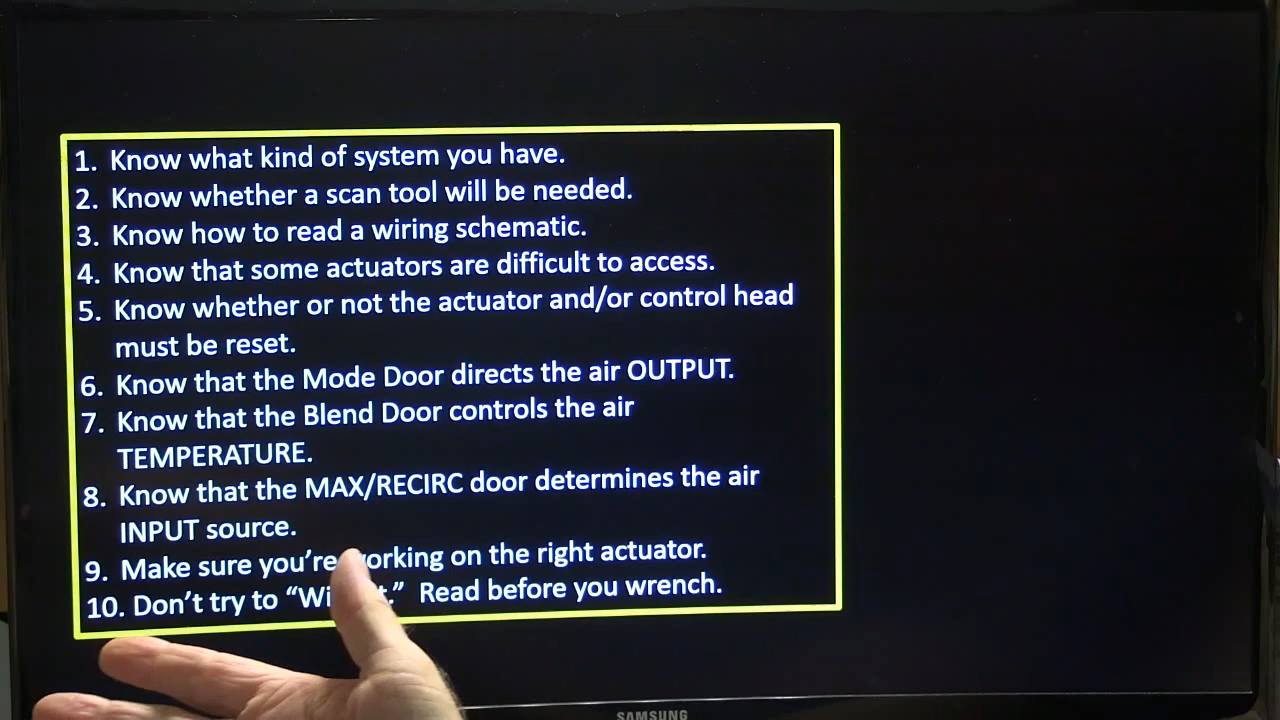 1. Know what kind of system you have.
2. Know whether a scan tool will be needed.
3. Know how to read a wiring schematic.
4. Know that some actuators are difficult to access.
5. Know whether or not the actuator and/or control head
must be reset.
6. Know that the Mode Door directs the air OUTPUT.
7. Know that the Blend Door controls the air
TEMPERATURE.
8. Know that the MAX/RECIRC door determines the air
INPUT source.
9. Make sure you're working on the right actuator.
10. Don't try to Read before you wrench.
SAMSUNG